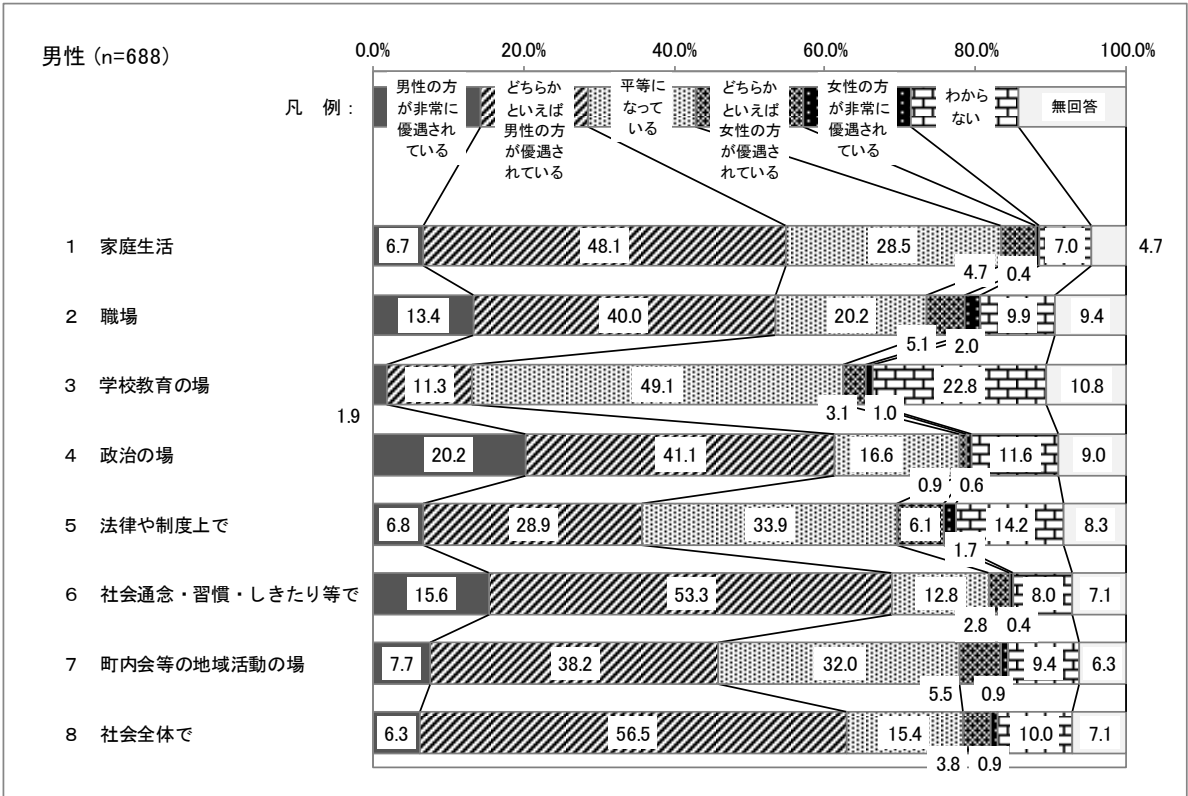 男性 (n=688)
0.0% 20.0% 40.0% 60.0% 80.0% 100.0%
凡　例：
男性の方
が非常に
優遇され
ている
どちらか
といえば
男性の方
が優遇さ
れている
平等に
なって
いる
どちらか
といえば
女性の方
が優遇さ
れている
女性の方
が非常に
優遇され
ている
わから
ない
無回答
1　家庭生活 6.7 48.1 28.5 4.7 0.4 7.0 4.7
2　職場 13.4 40.0 20.2 5.1 2.0 9.9 9.4
3　学校教育の場 1.9 11.3 49.1 3.1 1.0 22.8 10.8
4　政治の場 20.2 41.1 16.6 0.9 0.6 11.6 9.0
5　法律や制度上で 6.8 28.9 33.9 6.1 1.7 14.2 8.3
6　社会通念・習慣・しきたり等で 15.6 53.3 12.8 2.8 0.4 8.0 7.1
7　町内会等の地域活動の場 7.7 38.2 32.0 5.5 0.9 9.4 6.3
8　社会全体で 6.3 56.5 15.4 3.8 0.9 10.0 7.1